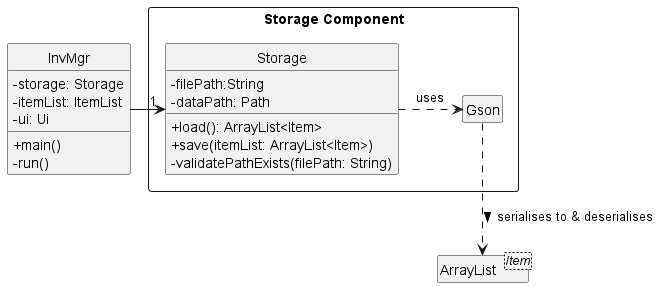 Storage Component
InvMgr
-storage: Storage
-itemList: ItemList
-ui: Ui
+main()
-run()
1
Storage
-filePath:String
-dataPath: Path
+load(): ArrayList<Item>
+save(itemList: ArrayList<Item>)
-validatePathExists(filePath: String)
uses
Gson
serialises to & deserialises
Item
ArrayList